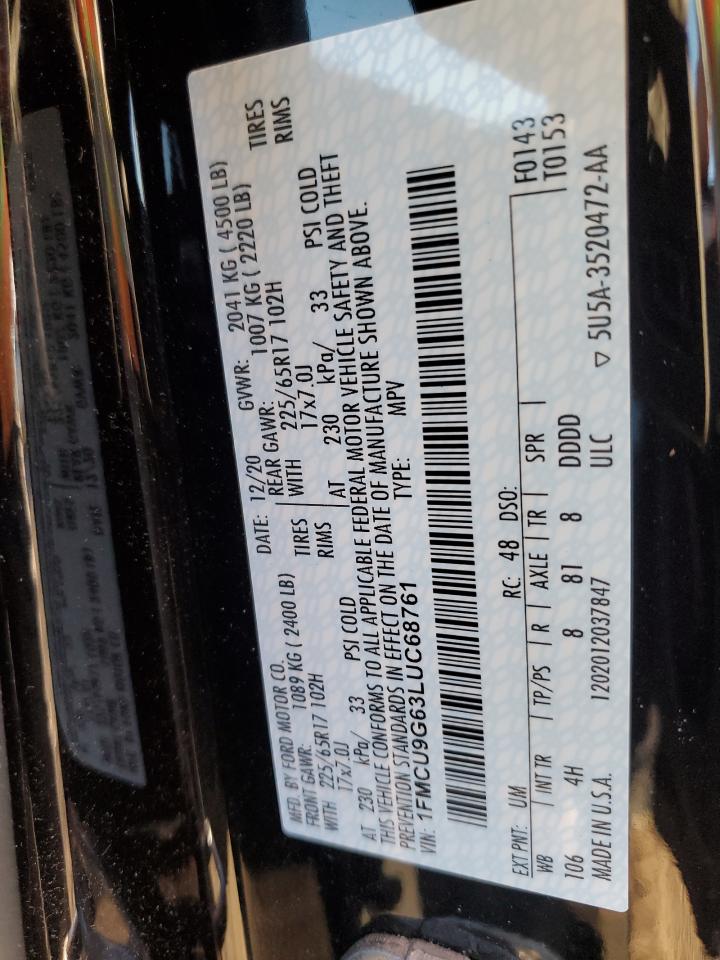 MFD. BY FORD MOTOR CO.
DATE: 12/20
GVWR: 2041 KG ( 4500 LB)
FRONT GAWR: 1089 KG ( 2400 LB)
REAR GAWR: 1007 KG ( 2220 LB)
WITH 225/65R17 102H TIRES
WITH 225/65R17 102H TIRES
17x7.0J RIMS
17x7.0J RIMS
AT 230 kPa/ 33 PSI COLD
AT 230 kPa/ 33 PSI COLD
THIS VEHICLE CONFORMS TO ALL APPLICABLE FEDERAL MOTOR VEHICLE SAFETY AND THEFT
PREVENTION STANDARDS IN EFFECT ON THE DATE OF MANUFACTURE SHOWN ABOVE.
VIN: 1FMCU9G63LUC68761
TYPE: MPV
F0143
T0153
EXT PNT: UM RC: 48 DSO:
WB INT TR TP/PS R AXLE TR SPR
106 4H 8 81 8 DDDD
MADE IN U.S.A. 1202012037847 ULC
5U5A-3520472-AA